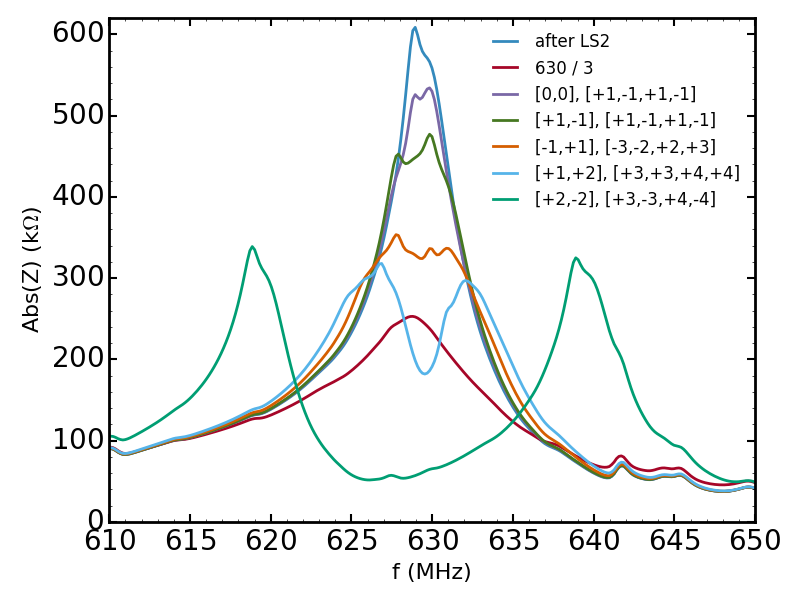 600
500
400
300
200
100
0
Abs(Z) (kΩ)
after LS2
630 / 3
[0,0], [+1,-1,+1,-1]
[+1,-1], [+1,-1,+1,-1]
[-1,+1], [-3,-2,+2,+3]
[+1,+2], [+3,+3,+4,+4]
[+2,-2], [+3,-3,+4,-4]
610 615 620 625 630 635 640 645 650
f (MHz)